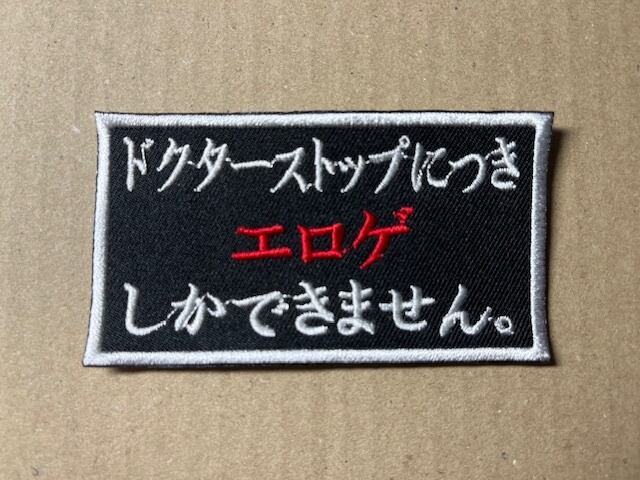 ドクターストップにつき
エロゲ
しかできません。